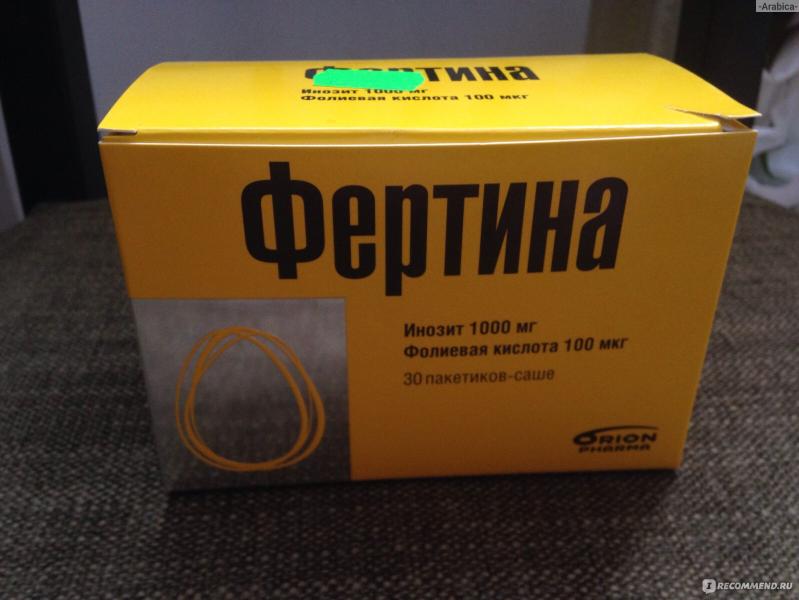 -Arabica-
Фертина
Инозит 1000 мг
Фолиевая кислота 100 мкг
Фертина
Инозит 1000 мг
Фолиевая кислота 100 мкг
30 пакетиков-саше
ORION
PHARMA
IRECOMMEND.RU